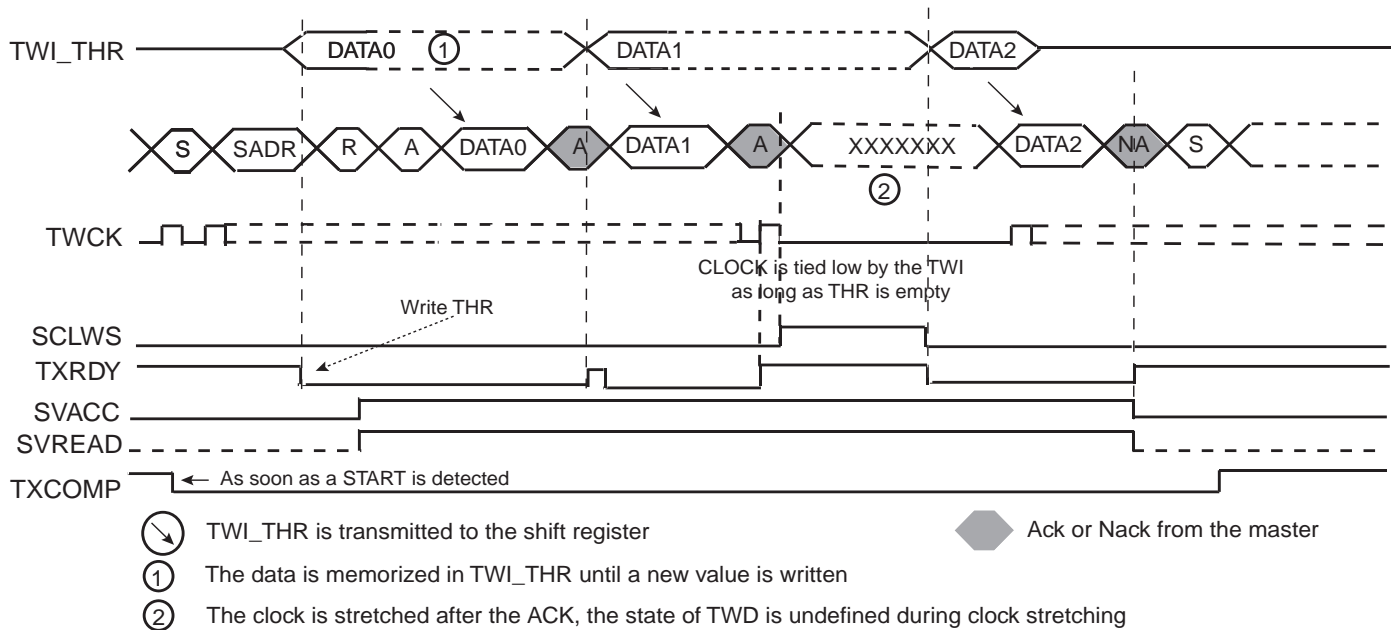 TWI_THR DATA0 1 DATA1 DATA2
S SADR R A DATA0 A DATA1 A XXXXXXX DATA2 NA S
2
TWCK
CLOCK is tied low by the TWI
as long as THR is empty
Write THR
SCLWS
TXRDY
SVACC
SVREAD
TXCOMP As soon as a START is detected
TWI_THR is transmitted to the shift register Ack or Nack from the master
1 The data is memorized in TWI_THR until a new value is written
2 The clock is stretched after the ACK, the state of TWD is undefined during clock stretching